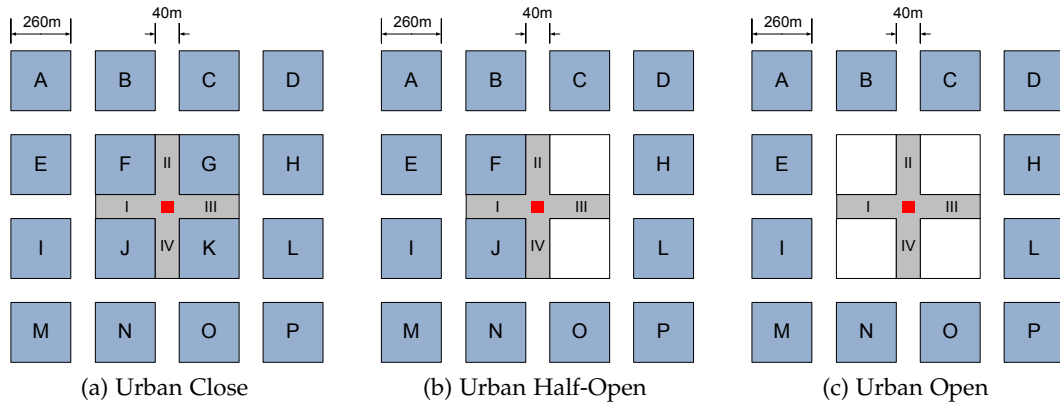 260m 40m 260m 40m 260m 40m
A B C D A B C D A B C D
E F II G H E F II H E II H
I III I III I III
I J IV K L I J IV L I IV L
M N O P M N O P M N O P
(a) Urban Close (b) Urban Half-Open (c) Urban Open